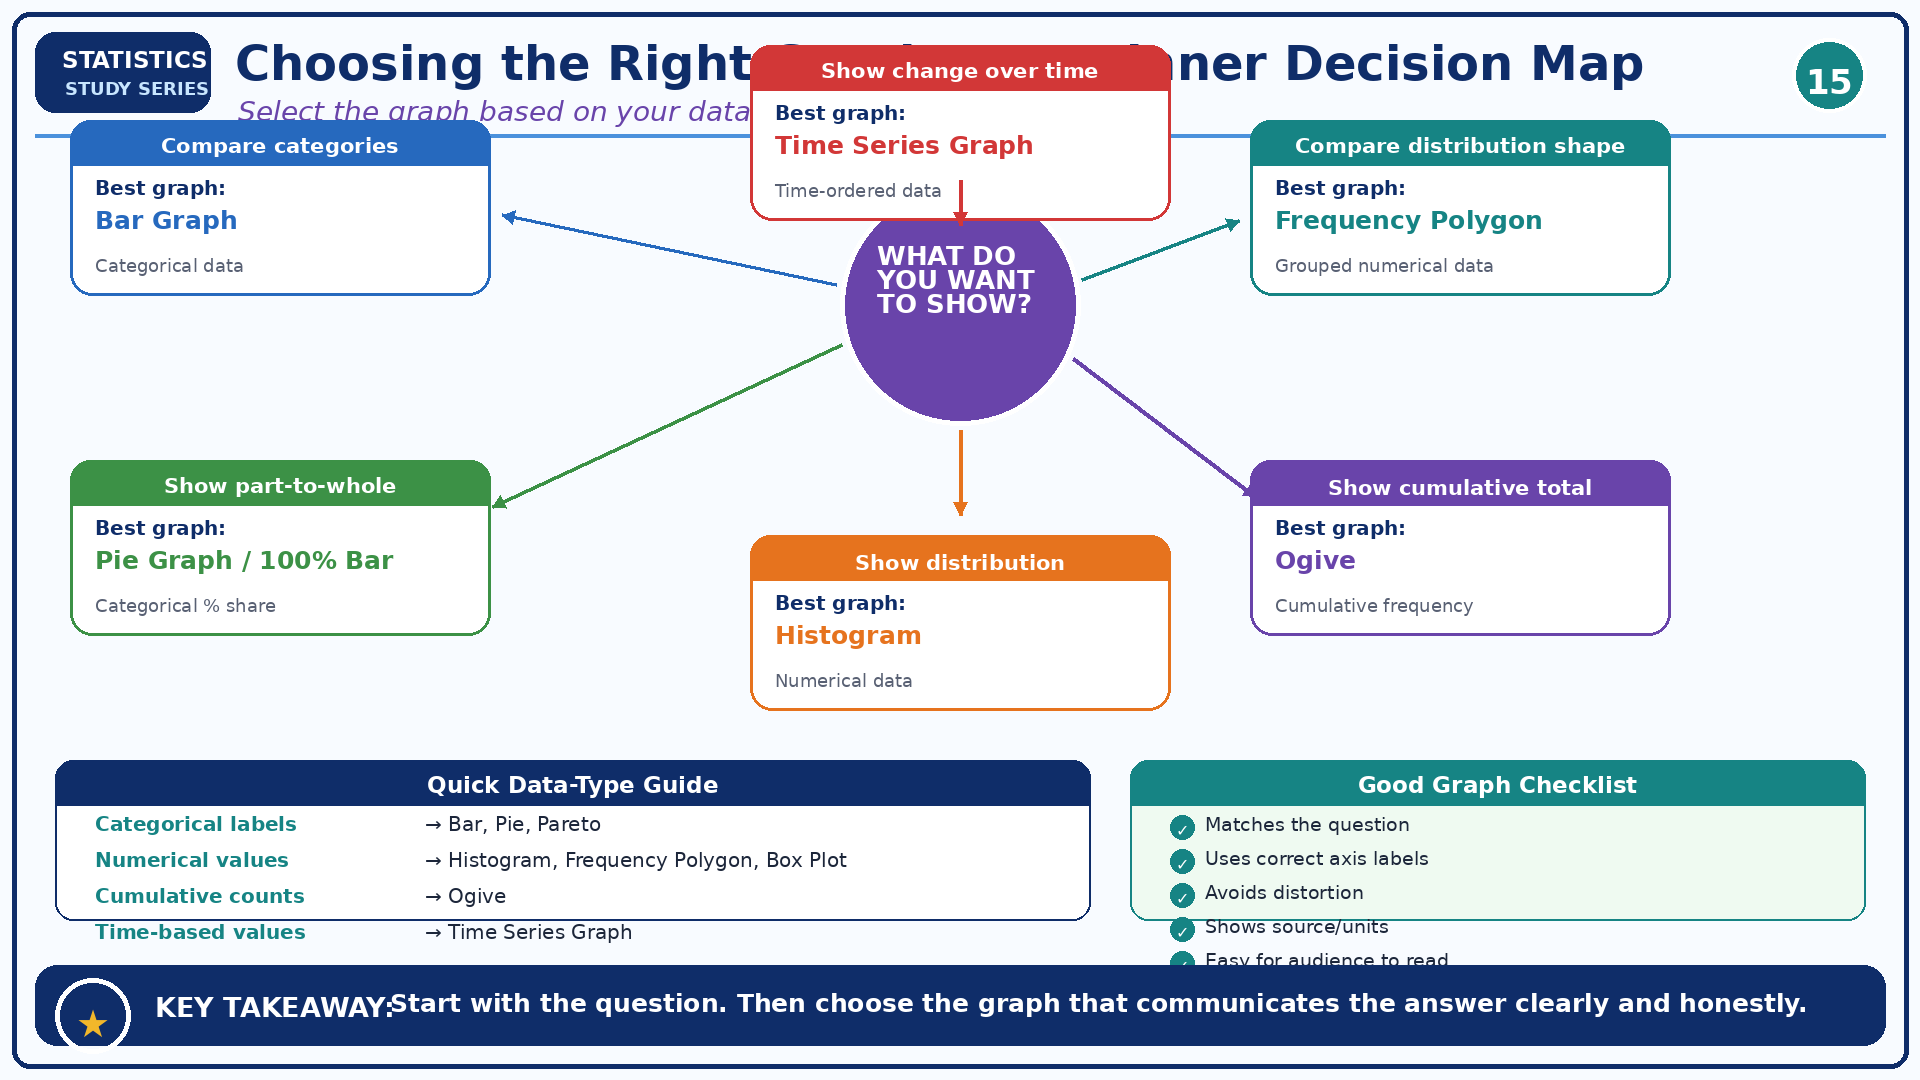 STATISTICS
STUDY SERIES
Choosing the Right nner Decision Map
15
Select the graph based on your data
Show change over time
Best graph:
Time Series Graph
Time-ordered data
Compare categories
Best graph:
Bar Graph
Categorical data
Compare distribution shape
Best graph:
Frequency Polygon
Grouped numerical data
WHAT DO
YOU WANT
TO SHOW?
Show part-to-whole
Best graph:
Pie Graph / 100% Bar
Categorical % share
Show distribution
Best graph:
Histogram
Numerical data
Show cumulative total
Best graph:
Ogive
Cumulative frequency
Quick Data-Type Guide
Categorical labels → Bar, Pie, Pareto
Numerical values → Histogram, Frequency Polygon, Box Plot
Cumulative counts → Ogive
Time-based values → Time Series Graph
Good Graph Checklist
✓ Matches the question
✓ Uses correct axis labels
✓ Avoids distortion
✓ Shows source/units
✓ Easy for audience to read
KEY TAKEAWAY: Start with the question. Then choose the graph that communicates the answer clearly and honestly.